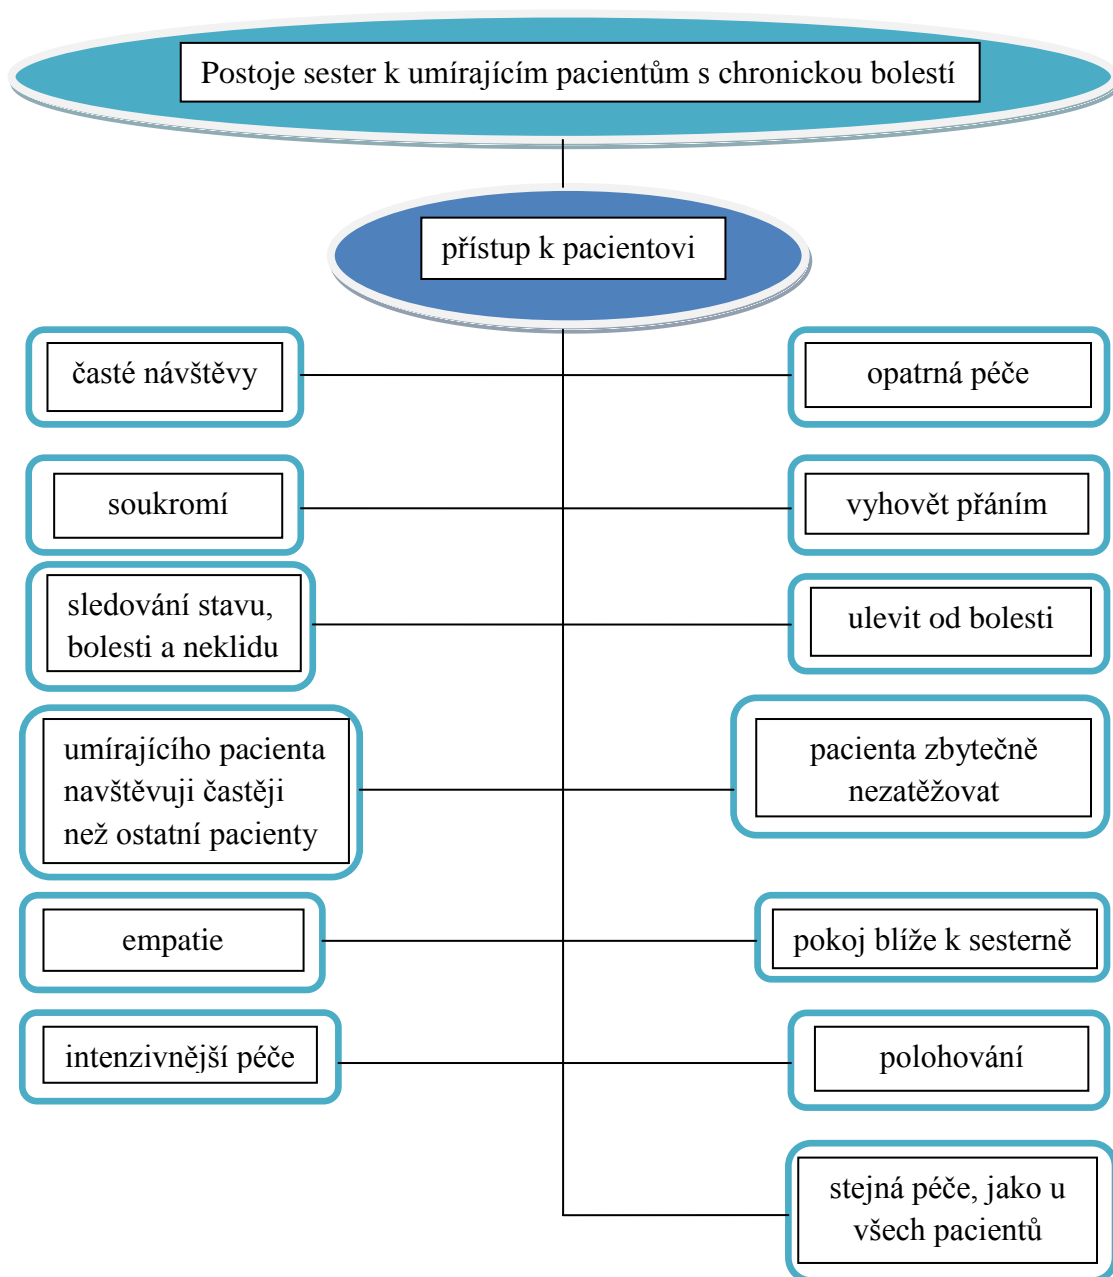 Postoje sester k umírajícím pacientům s chronickou bolestí
přístup k pacientovi
časté návštěvy
opatrná péče
soukromí
vyhovět přáním
sledování stavu,
bolesti a neklidu
ulevit od bolesti
umírajícího pacienta
navštěvuji častěji
než ostatní pacienty
pacienta zbytečně
nezatěžovat
empatie
pokoj blíže k sesterně
intenzivnější péče
polohování
stejná péče, jako u
všech pacientů